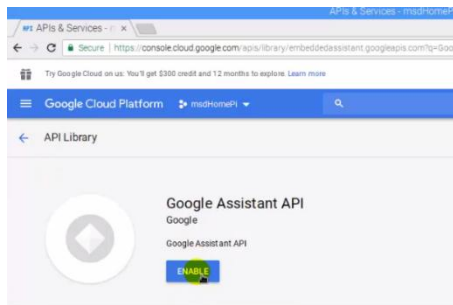 APIs & Services - msdHomeP
API APIs & Services -
Secure | https://console.cloud.google.com/apis/library/embeddedassistant.googleapis.com?q=Goo
Try Google Cloud on us: You'll get $300 credit and 12 months to explore. Learn more
Google Cloud Platform msdHomePi
API Library
Google Assistant API
Google
Google Assistant API
ENABLE